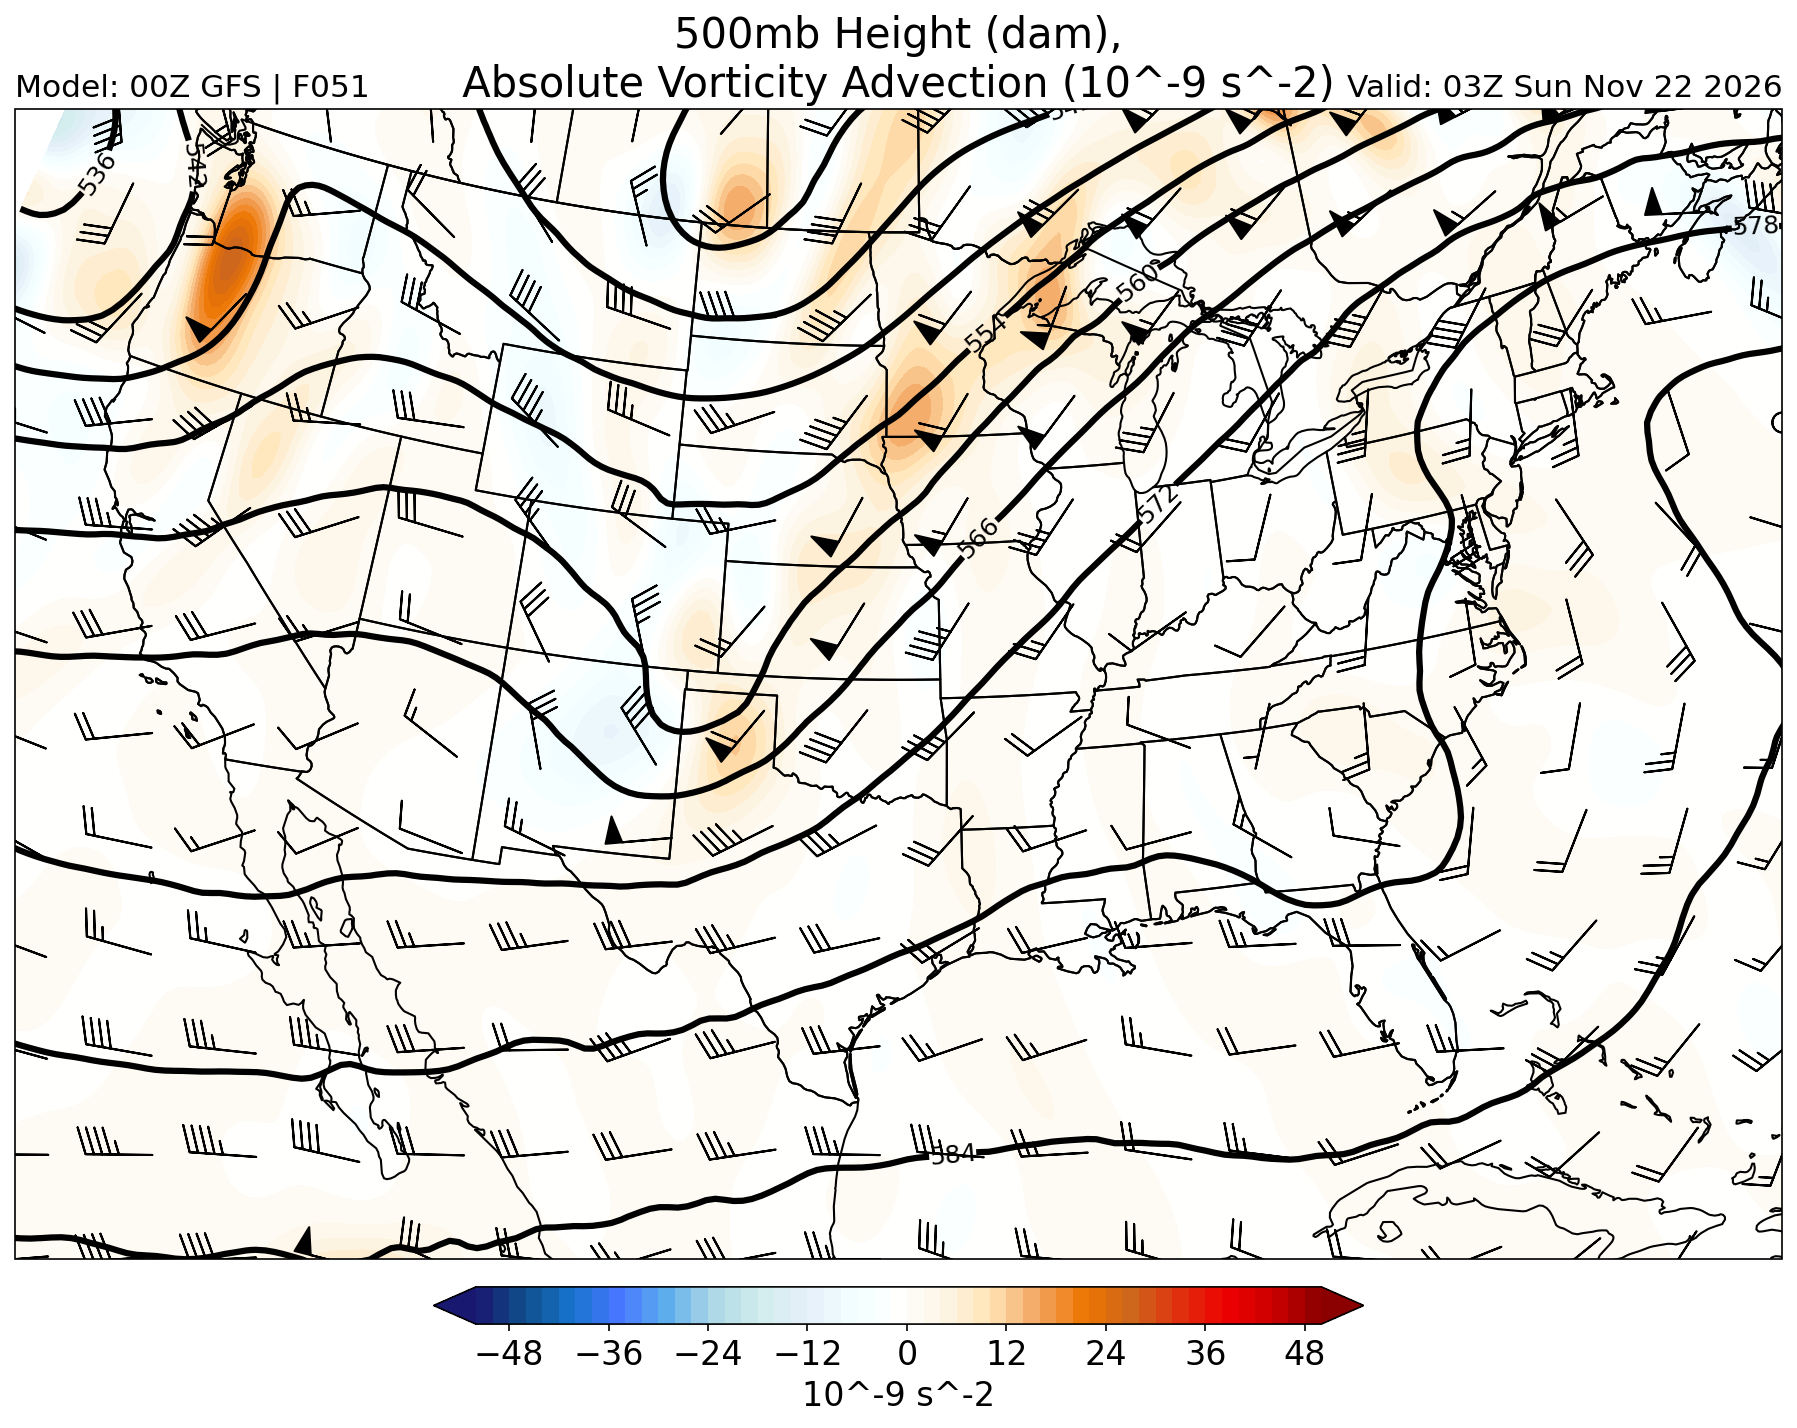 500mb Height (dam),
Model: 00Z GFS | F051
Absolute Vorticity Advection (10^-9 s^-2)
Valid: 03Z Sun Nov 22 2026
536
542
578
560
554
572
566
584
−48 −36 −24 −12 0 12 24 36 48
10^-9 s^-2